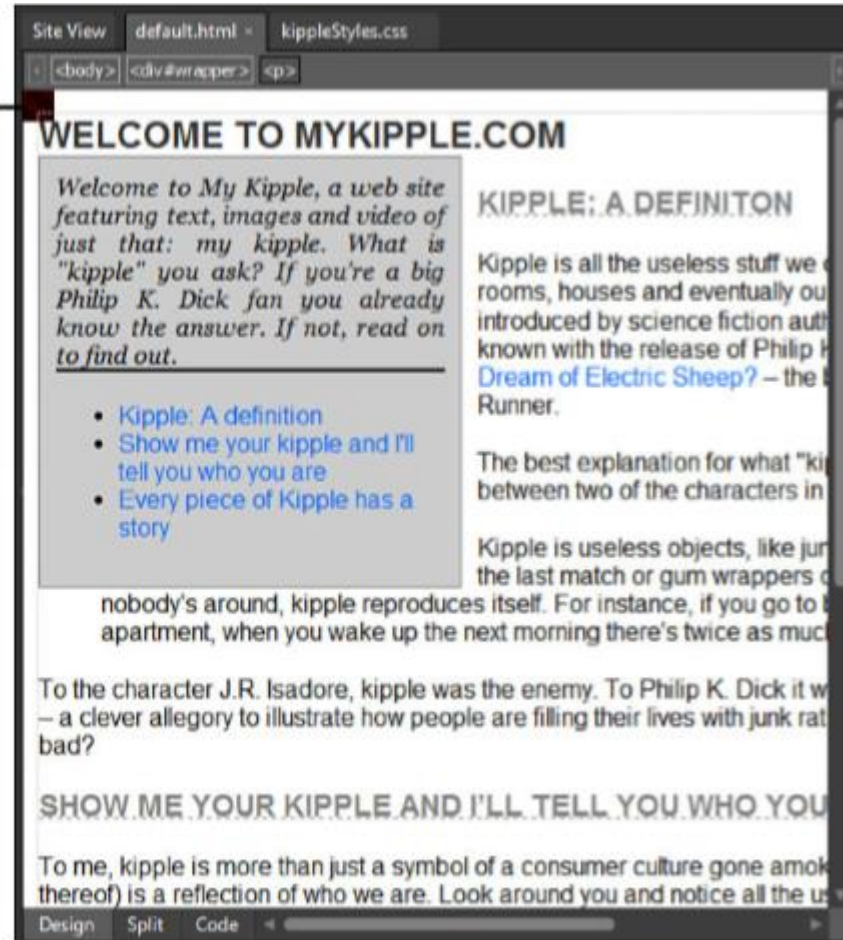 Site View default.html × kippleStyles.css
<body> <div#wrapper> <p>
WELCOME TO MYKIPPLE.COM
Welcome to My Kipple, a web site
featuring text, images and video of
just that: my kipple. What is
"kipple" you ask? If you're a big
Philip K. Dick fan you already
know the answer. If not, read on
to find out.
• Kipple: A definition
• Show me your kipple and I'll
tell you who you are
• Every piece of Kipple has a
story
KIPPLE: A DEFINITON
Kipple is all the useless stuff we
rooms, houses and eventually ou
introduced by science fiction auth
known with the release of Philip
Dream of Electric Sheep? – the
Runner.
The best explanation for what "kip
between two of the characters in
Kipple is useless objects, like jun
the last match or gum wrappers
nobody's around, kipple reproduces itself. For instance, if you go to
apartment, when you wake up the next morning there's twice as much
To the character J.R. Isadore, kipple was the enemy. To Philip K. Dick it w
– a clever allegory to illustrate how people are filling their lives with junk rat
bad?
SHOW ME YOUR KIPPLE AND I'LL TELL YOU WHO YOU
To me, kipple is more than just a symbol of a consumer culture gone amok
thereof) is a reflection of who we are. Look around you and notice all the us
Design Split Code